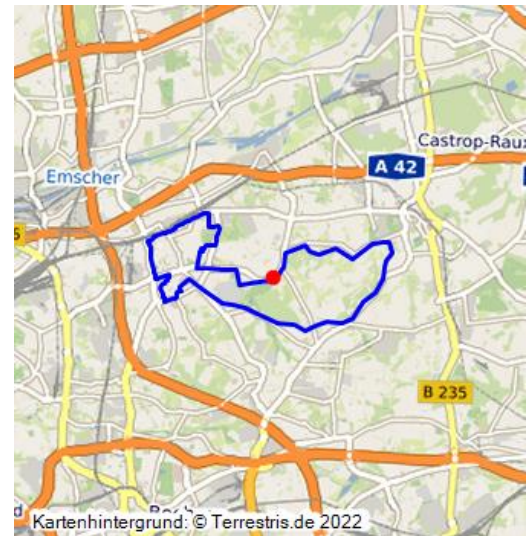 Castrop-Raux
A 42
Emscher
B 235
Kartenhintergrund: © Terrestris.de 2022